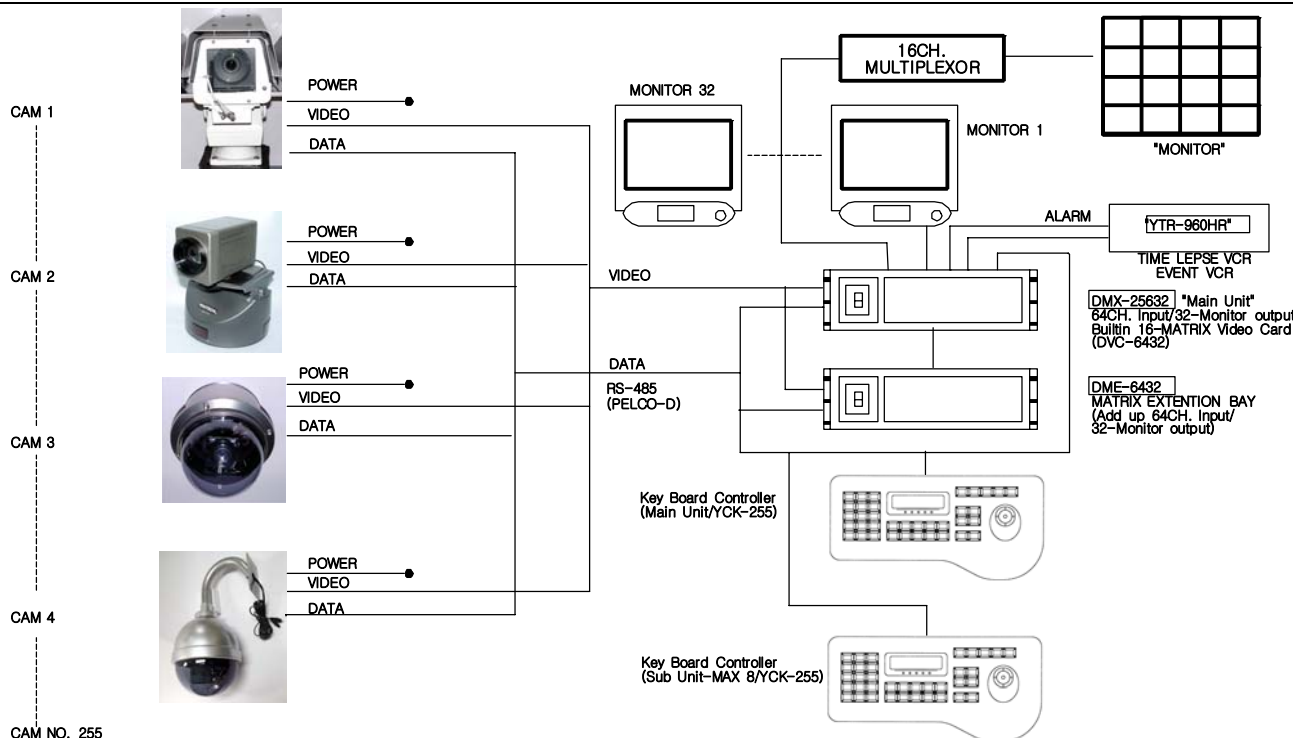 CAM 1
POWER
VIDEO
DATA
CAM 2
POWER
VIDEO
DATA
CAM 3
POWER
VIDEO
DATA
CAM 4
POWER
VIDEO
DATA
CAM NO. 255
MONITOR 32
MONITOR 1
16CH.
MULTIPLEXOR
"MONITOR"
ALARM
"YTR-960HR"
TIME LEPSE VCR
EVENT VCR
VIDEO
DMX-25632 "Main Unit"
64CH. Input/32-Monitor output
Builtin 16-MATRIX Video Card
(DVC-6432)
DATA
RS-485
(PELCO-D)
DME-6432
MATRIX EXTENTION BAY
(Add up 64CH. Input/
32-Monitor output)
Key Board Controller
(Main Unit/YCK-255)
Key Board Controller
(Sub Unit-MAX 8/YCK-255)